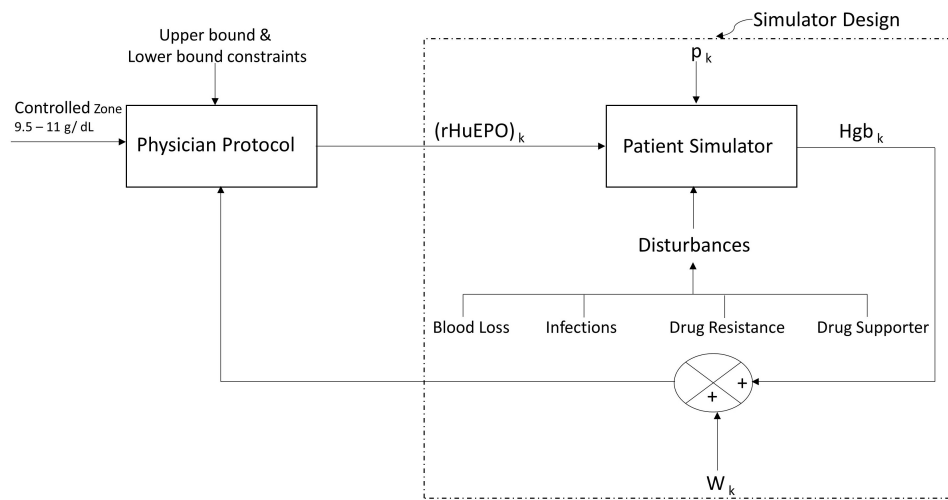 Simulator Design
Upper bound &
Lower bound constraints
p k
Controlled Zone
9.5 – 11 g/ dL
Physician Protocol
(rHuEPO) k
Patient Simulator
Hgb k
Disturbances
Blood Loss
Infections
Drug Resistance
Drug Supporter
+
+
W k